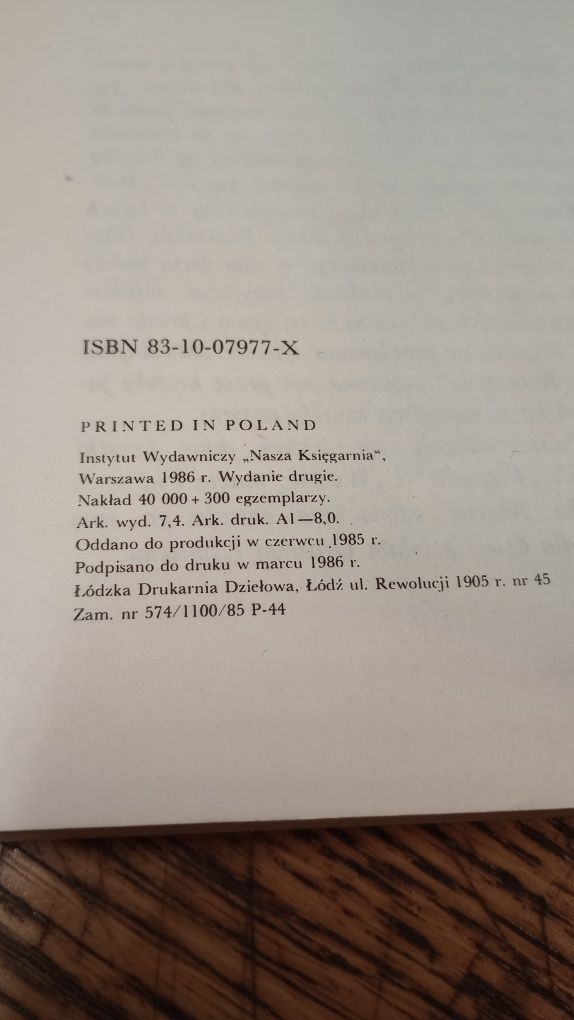 ISBN 83-10-07977-X
PRINTED IN POLAND
Instytut Wydawniczy „Nasza Księgarnia",
Warszawa 1986 r. Wydanie drugie.
Nakład 40 000 + 300 egzemplarzy.
Ark. wyd. 7,4. Ark. druk. A1—8,0.
Oddano do produkcji w czerwcu 1985 r.
Podpisano do druku w marcu 1986 r.
Łódzka Drukarnia Dziełowa, Łódź ul. Rewolucji 1905 r. nr 45
Zam. nr 574/1100/85 P-44